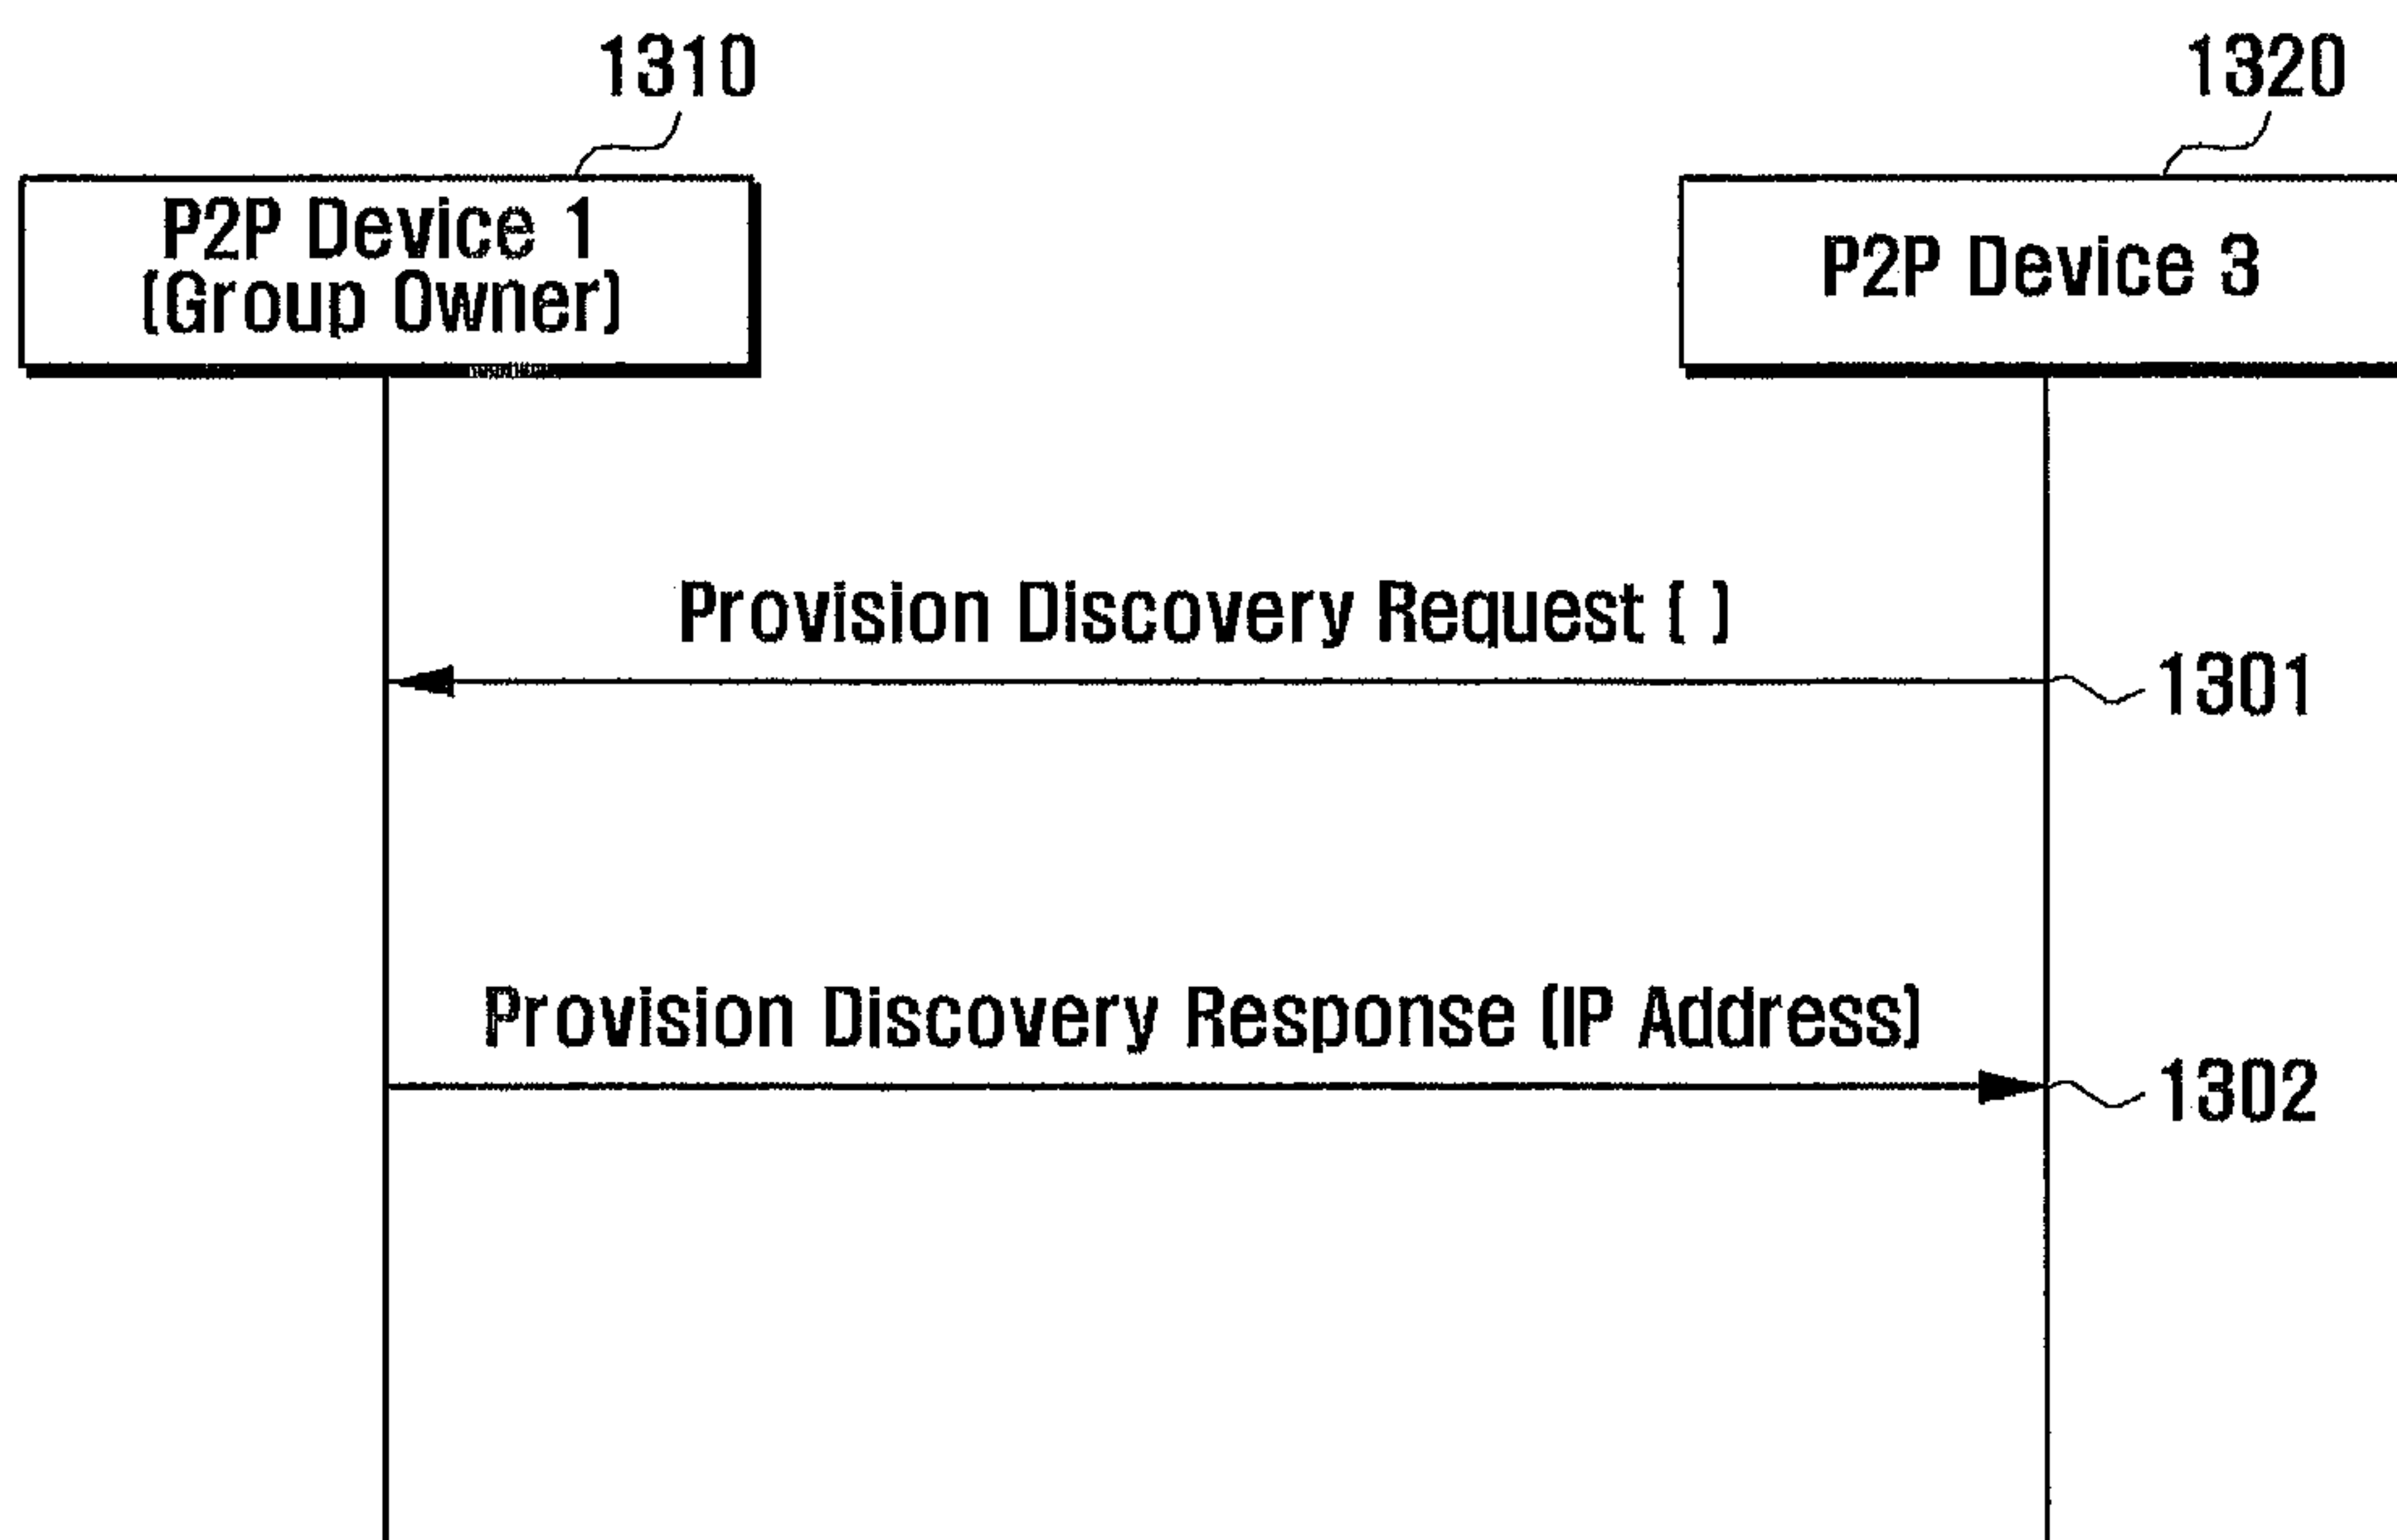 1310
1320
P2P Device 1
(Group Owner)
P2P Device 3
Provision Discovery Request ( )
1301
Provision Discovery Response (IP Address)
1302